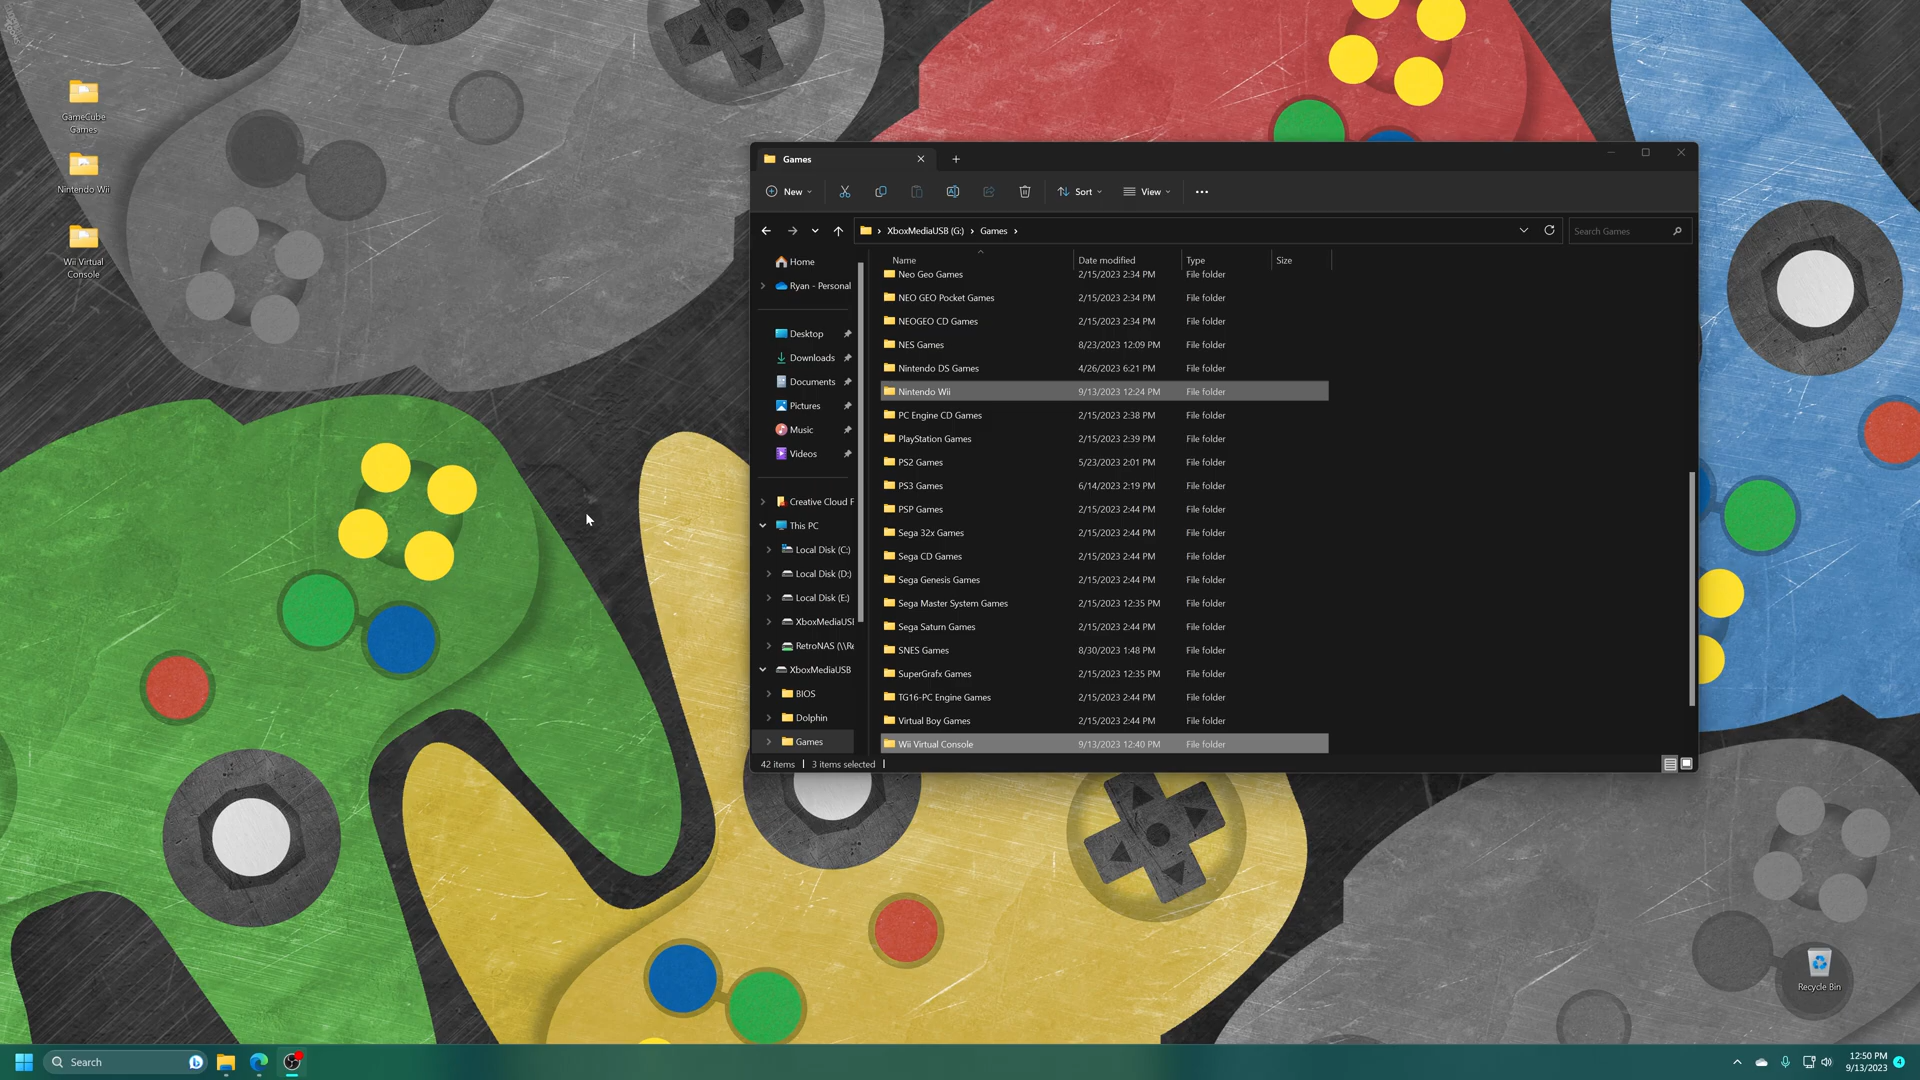 GameCube
Games
Nintendo Wii
Wii Virtual
Console
Games
New
Sort
View
XboxMediaUSB (G:) › Games ›
Search Games
Home
Ryan - Personal
Desktop
Downloads
Documents
Pictures
Music
Videos
Creative Cloud F
This PC
Local Disk (C:)
Local Disk (D:)
Local Disk (E:)
XboxMediaUSI
RetroNAS (\\Re
XboxMediaUSB
BIOS
Dolphin
Games
Name Date modified Type Size
Neo Geo Games 2/15/2023 2:34 PM File folder
NEO GEO Pocket Games 2/15/2023 2:34 PM File folder
NEOGEO CD Games 2/15/2023 2:34 PM File folder
NES Games 8/23/2023 12:09 PM File folder
Nintendo DS Games 4/26/2023 6:21 PM File folder
Nintendo Wii 9/13/2023 12:24 PM File folder
PC Engine CD Games 2/15/2023 2:38 PM File folder
PlayStation Games 2/15/2023 2:39 PM File folder
PS2 Games 5/23/2023 2:01 PM File folder
PS3 Games 6/14/2023 2:19 PM File folder
PSP Games 2/15/2023 2:44 PM File folder
Sega 32x Games 2/15/2023 2:44 PM File folder
Sega CD Games 2/15/2023 2:44 PM File folder
Sega Genesis Games 2/15/2023 2:44 PM File folder
Sega Master System Games 2/15/2023 12:35 PM File folder
Sega Saturn Games 2/15/2023 2:44 PM File folder
SNES Games 8/30/2023 1:48 PM File folder
SuperGrafx Games 2/15/2023 12:35 PM File folder
TG16-PC Engine Games 2/15/2023 2:44 PM File folder
Virtual Boy Games 2/15/2023 2:44 PM File folder
Wii Virtual Console 9/13/2023 12:40 PM File folder
42 items 3 items selected
Recycle Bin
Search
12:50 PM
9/13/2023
4